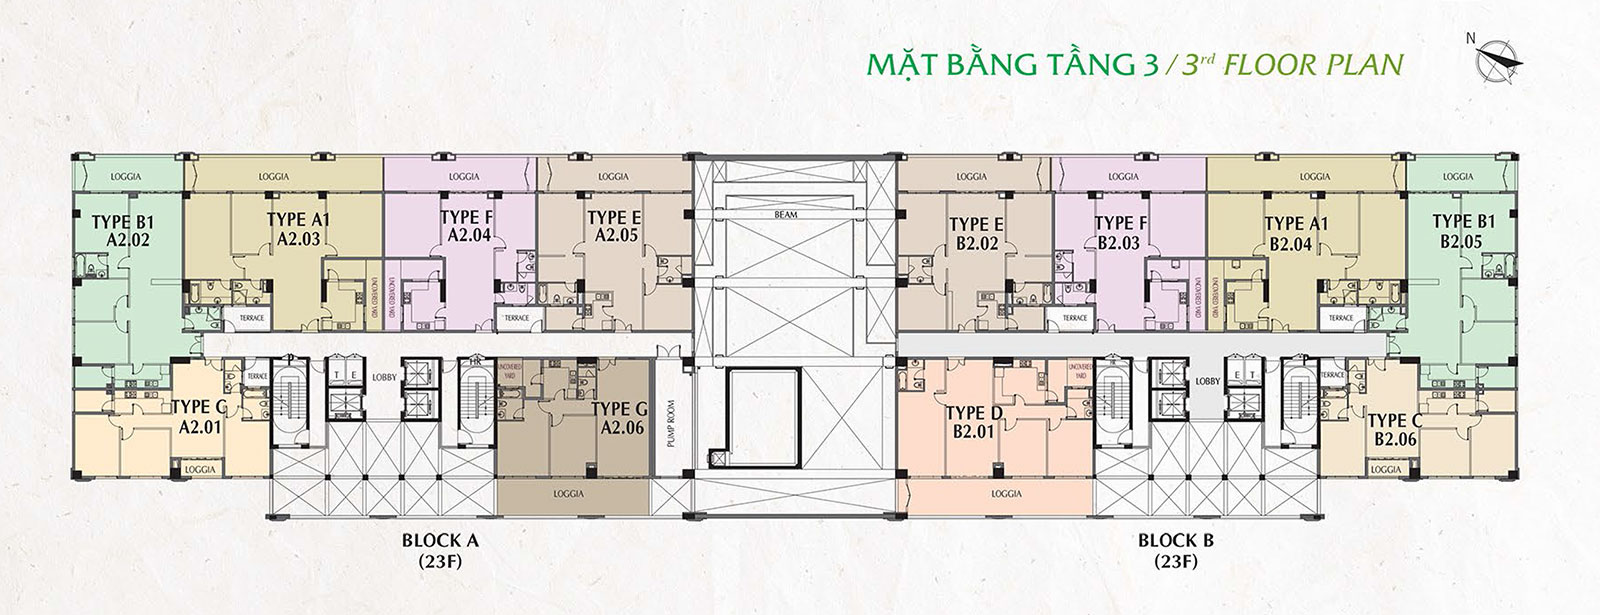 N
MẶT BẰNG TẦNG 3 / 3rd FLOOR PLAN
LOGGIA
LOGGIA
LOGGIA
LOGGIA
LOGGIA
LOGGIA
LOGGIA
LOGGIA
TYPE B1
A2.02
TYPE A1
A2.03
TYPE F
A2.04
TYPE E
A2.05
BEAM
TYPE E
B2.02
TYPE F
B2.03
TYPE A1
B2.04
TYPE B1
B2.05
UNCOVERED YARD
UNCOVERED YARD
UNCOVERED YARD
UNCOVERED YARD
TERRACE
TERRACE
TERRACE
TERRACE
TERRACE
T E
LOBBY
HR
UNCOVERED YARD
UNCOVERED YARD
HR
LOBBY
E T
TERRACE
TYPE C
A2.01
TYPE G
A2.06
PUMP ROOM
TYPE D
B2.01
TYPE C
B2.06
LOGGIA
LOGGIA
LOGGIA
LOGGIA
BLOCK A
(23F)
BLOCK B
(23F)